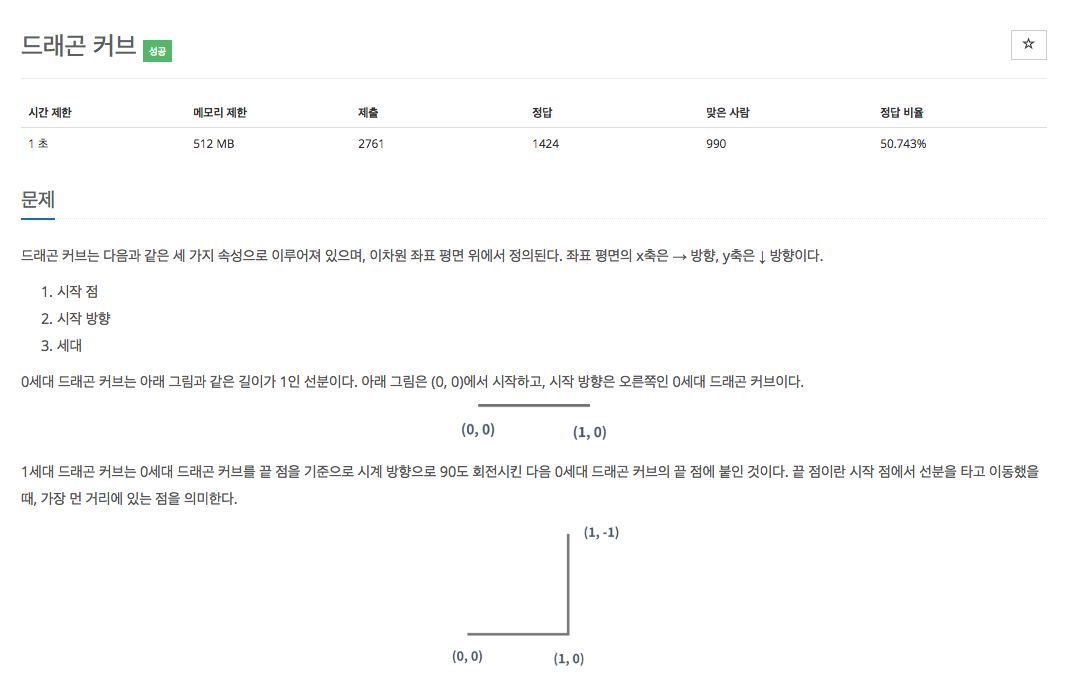 드래곤 커브 성공
☆
시간 제한 메모리 제한 제출 정답 맞은 사람 정답 비율
1 초 512 MB 2761 1424 990 50.743%
문제
드래곤 커브는 다음과 같은 세 가지 속성으로 이루어져 있으며, 이차원 좌표 평면 위에서 정의된다. 좌표 평면의 x축은 → 방향, y축은 ↓ 방향이다.
1. 시작 점
2. 시작 방향
3. 세대
0세대 드래곤 커브는 아래 그림과 같은 길이가 1인 선분이다. 아래 그림은 (0, 0)에서 시작하고, 시작 방향은 오른쪽인 0세대 드래곤 커브이다.
(0, 0) (1, 0)
1세대 드래곤 커브는 0세대 드래곤 커브를 끝 점을 기준으로 시계 방향으로 90도 회전시킨 다음 0세대 드래곤 커브의 끝 점에 붙인 것이다. 끝 점이란 시작 점에서 선분을 타고 이동했을
때, 가장 먼 거리에 있는 점을 의미한다.
(1, -1)
(0, 0) (1, 0)